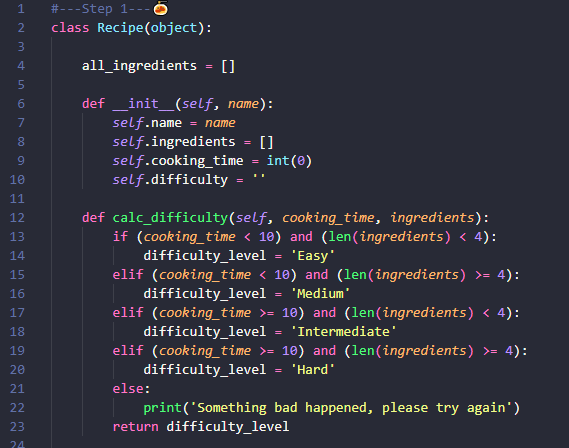 1 #---Step 1---🍝
2 class Recipe(object):
3
4     all_ingredients = []
5
6     def __init__(self, name):
7         self.name = name
8         self.ingredients = []
9         self.cooking_time = int(0)
10         self.difficulty = ''
11
12     def calc_difficulty(self, cooking_time, ingredients):
13         if (cooking_time < 10) and (len(ingredients) < 4):
14             difficulty_level = 'Easy'
15         elif (cooking_time < 10) and (len(ingredients) >= 4):
16             difficulty_level = 'Medium'
17         elif (cooking_time >= 10) and (len(ingredients) < 4):
18             difficulty_level = 'Intermediate'
19         elif (cooking_time >= 10) and (len(ingredients) >= 4):
20             difficulty_level = 'Hard'
21         else:
22             print('Something bad happened, please try again')
23         return difficulty_level
24